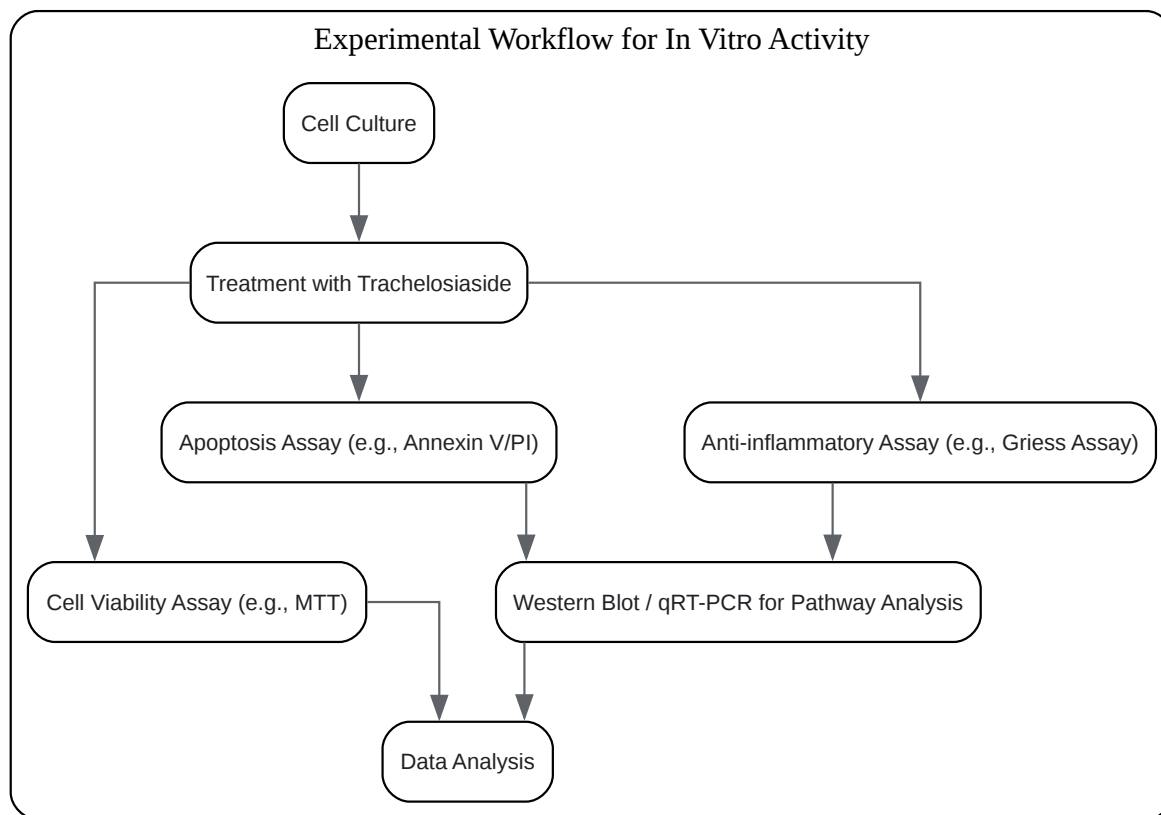 Experimental Workflow for In Vitro Activity
Cell Culture
Treatment with Trachelosiaside
Apoptosis Assay (e.g., Annexin V/PI)
Anti-inflammatory Assay (e.g., Griess Assay)
Cell Viability Assay (e.g., MTT)
Western Blot / qRT-PCR for Pathway Analysis
Data Analysis